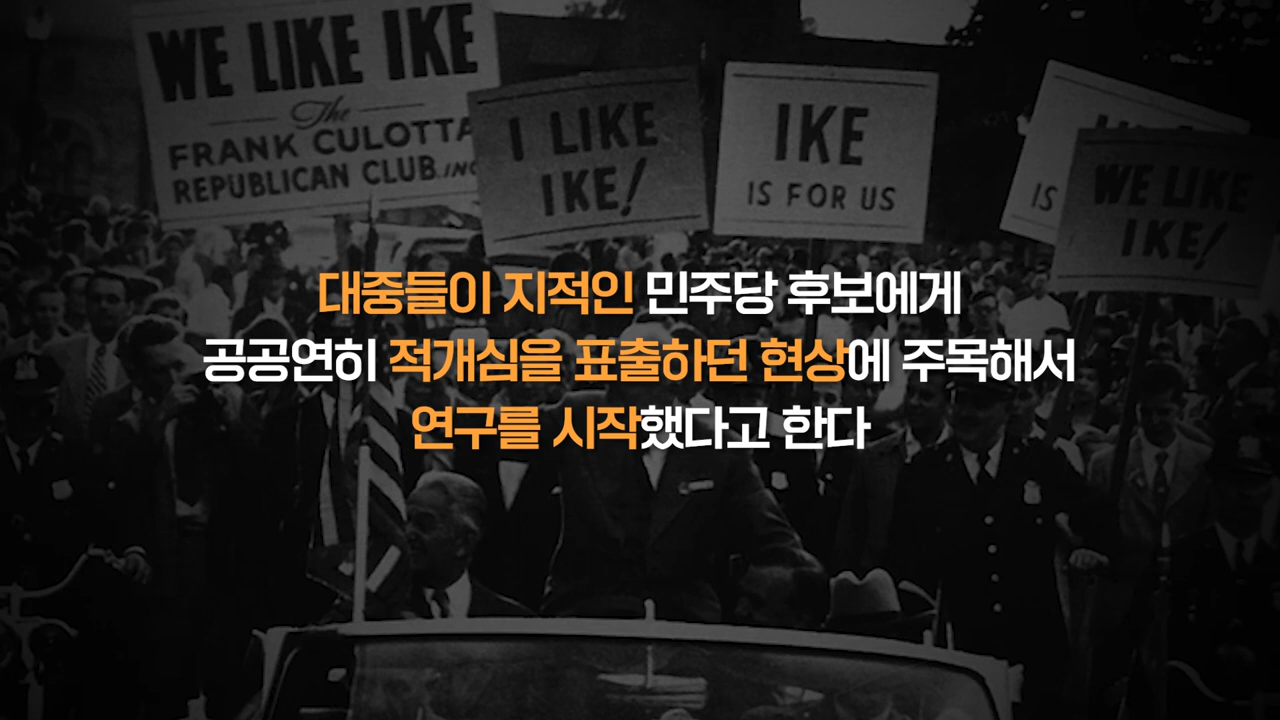 WE LIKE IKE
The
FRANK CULOTTA
REPUBLICAN CLUB.INC
I LIKE
IKE!
IKE
IS FOR US
IS
WE LIKE
IKE!
대중들이 지적인 민주당 후보에게
공공연히 적개심을 표출하던 현상에 주목해서
연구를 시작했다고 한다